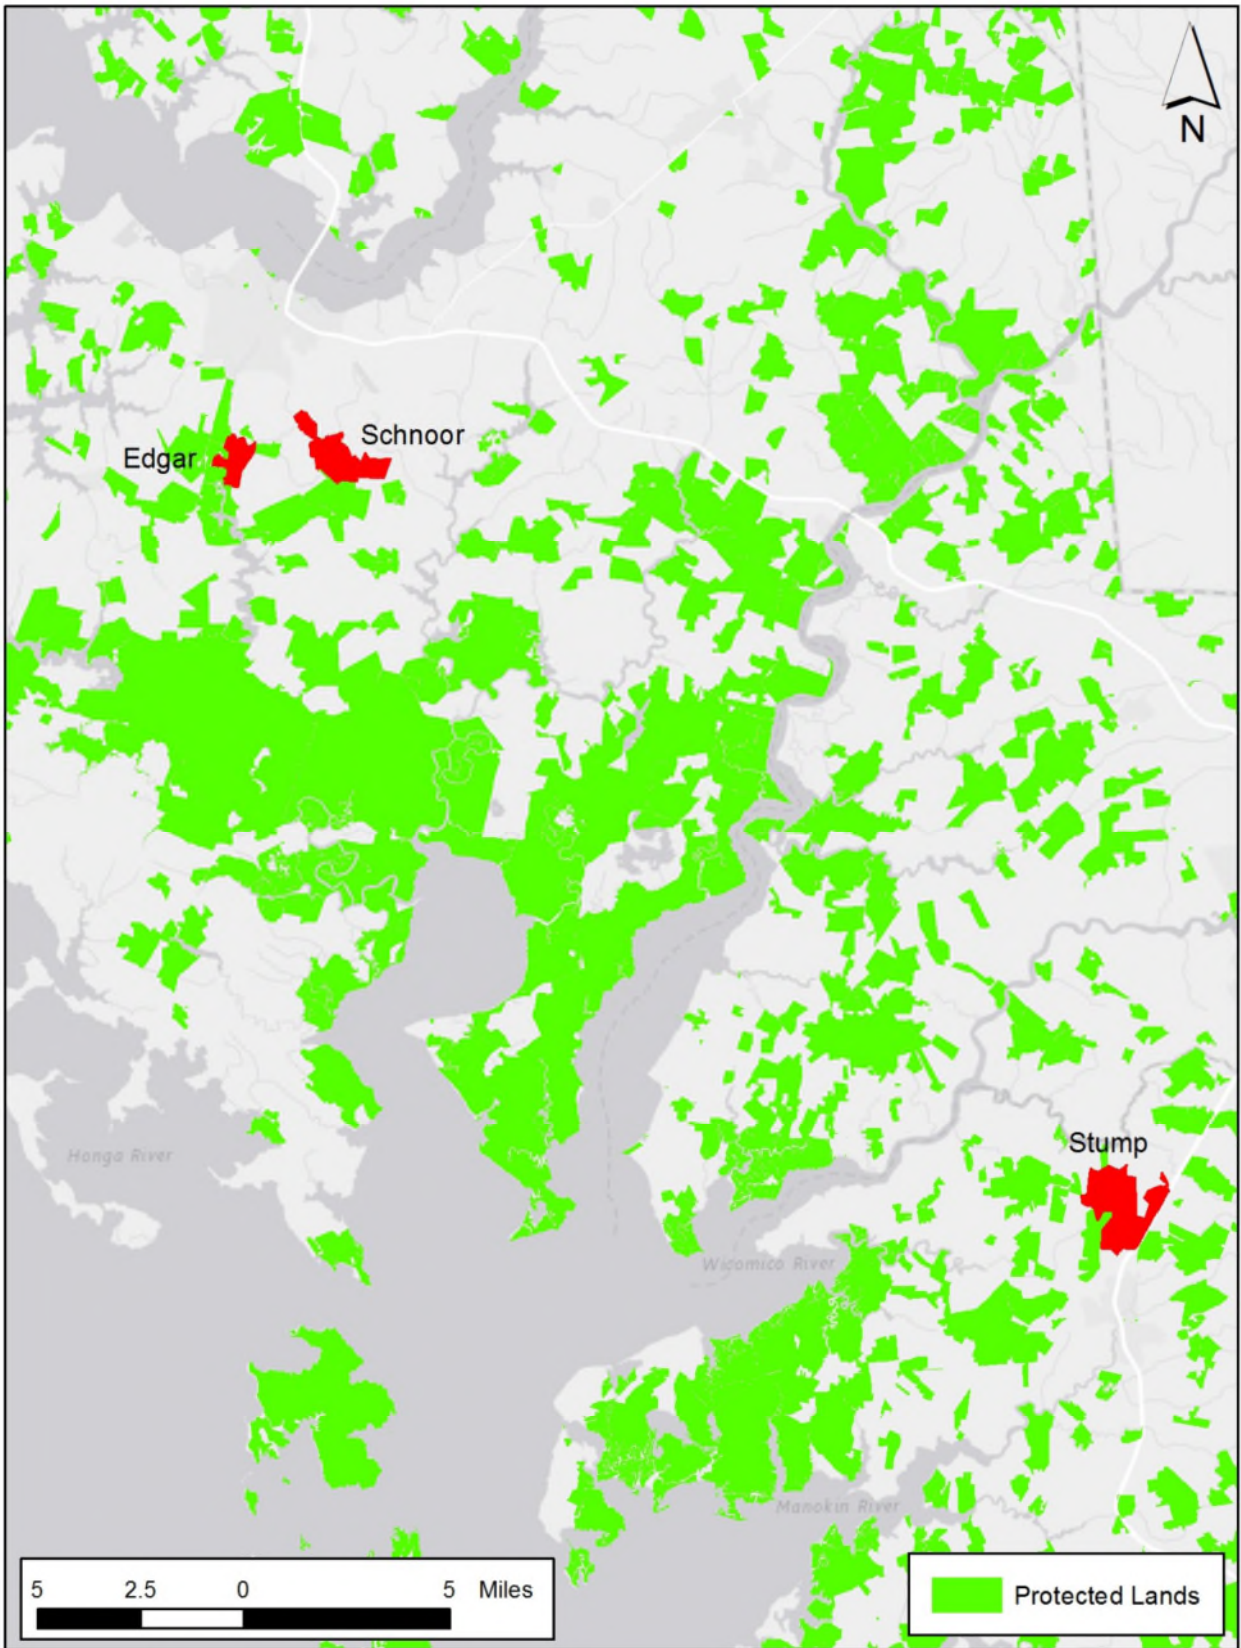 N
Schnoor
Edgar
Stump
Honga River
Wicomico River
Manokin River
5 2.5 0 5 Miles
Protected Lands